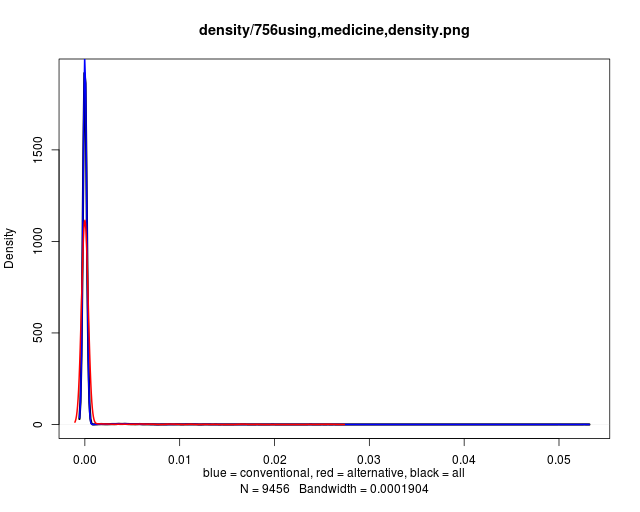 density/756using,medicine,density.png
Density
1500
1000
500
0
0.00 0.01 0.02 0.03 0.04 0.05
blue = conventional, red = alternative, black = all
N = 9456 Bandwidth = 0.0001904